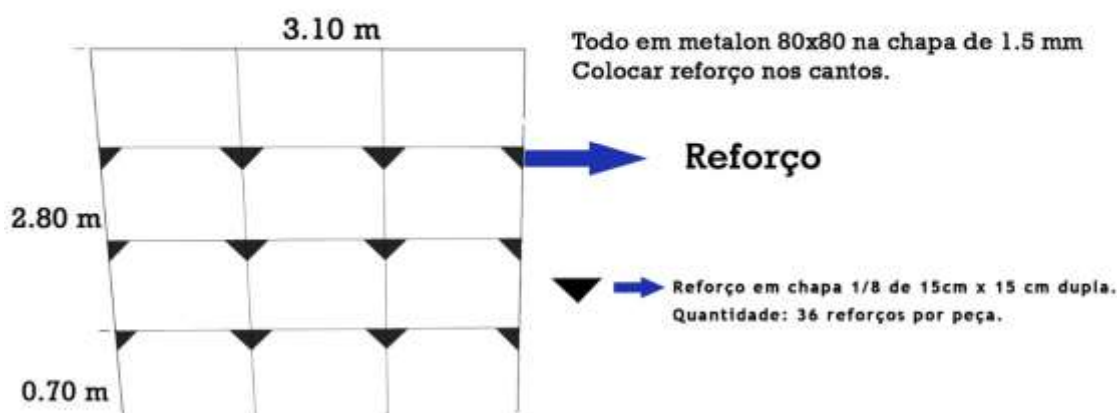 3.10 m
Todo em metalon 80x80 na chapa de 1.5 mm
Colocar reforço nos cantos.
Reforço
2.80 m
Reforço em chapa 1/8 de 15cm x 15 cm dupla.
Quantidade: 36 reforços por peça.
0.70 m